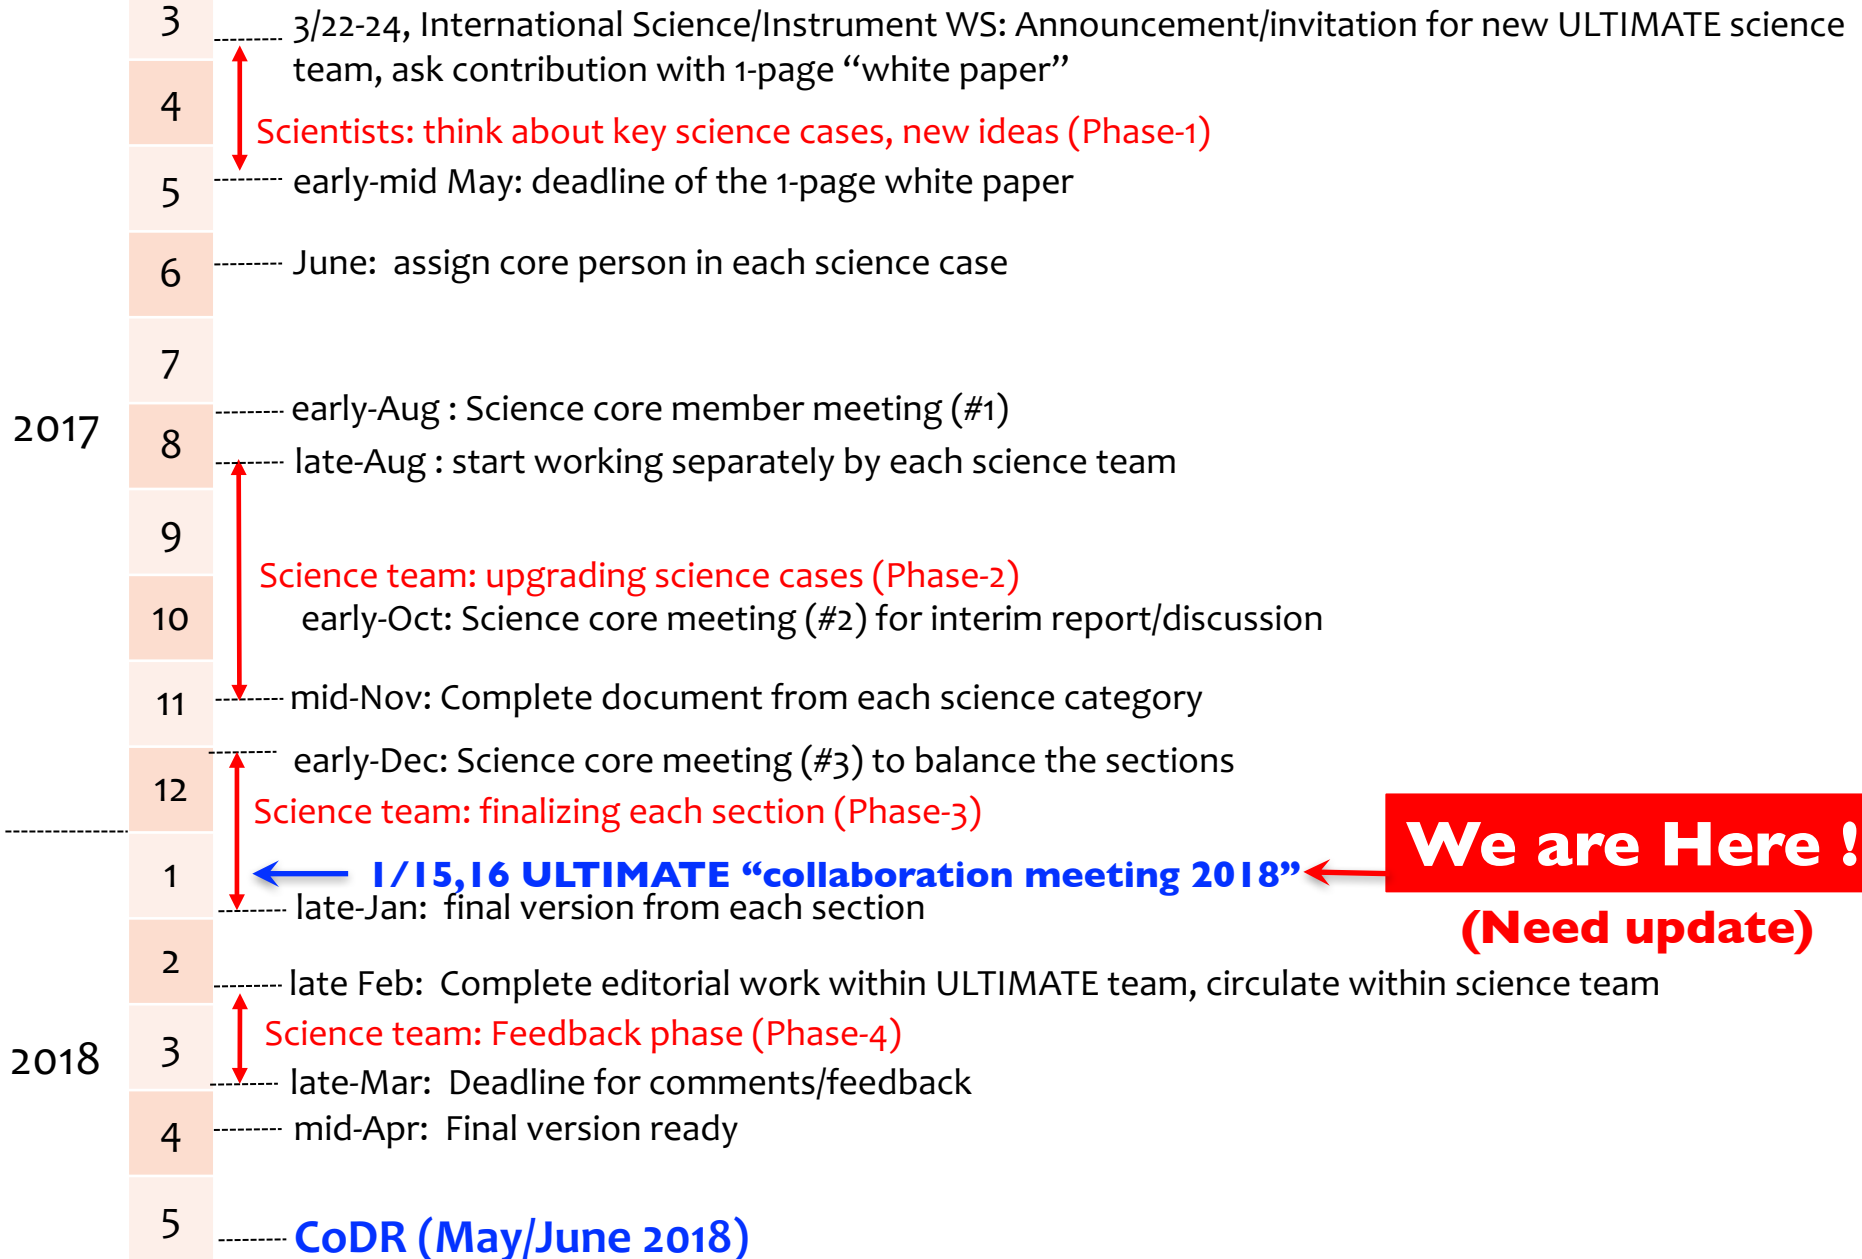 3
3/22-24, International Science/Instrument WS: Announcement/invitation for new ULTIMATE science
team, ask contribution with 1-page “white paper”
4
Scientists: think about key science cases, new ideas (Phase-1)
5
early-mid May: deadline of the 1-page white paper
6
June: assign core person in each science case
7
2017
early-Aug : Science core member meeting (#1)
8
late-Aug : start working separately by each science team
9
Science team: upgrading science cases (Phase-2)
10
early-Oct: Science core meeting (#2) for interim report/discussion
11
mid-Nov: Complete document from each science category
early-Dec: Science core meeting (#3) to balance the sections
12
Science team: finalizing each section (Phase-3)
We are Here !
1
1/15,16 ULTIMATE “collaboration meeting 2018”
late-Jan: final version from each section
(Need update)
2
late Feb: Complete editorial work within ULTIMATE team, circulate within science team
Science team: Feedback phase (Phase-4)
2018
3
late-Mar: Deadline for comments/feedback
4
mid-Apr: Final version ready
5
CoDR (May/June 2018)